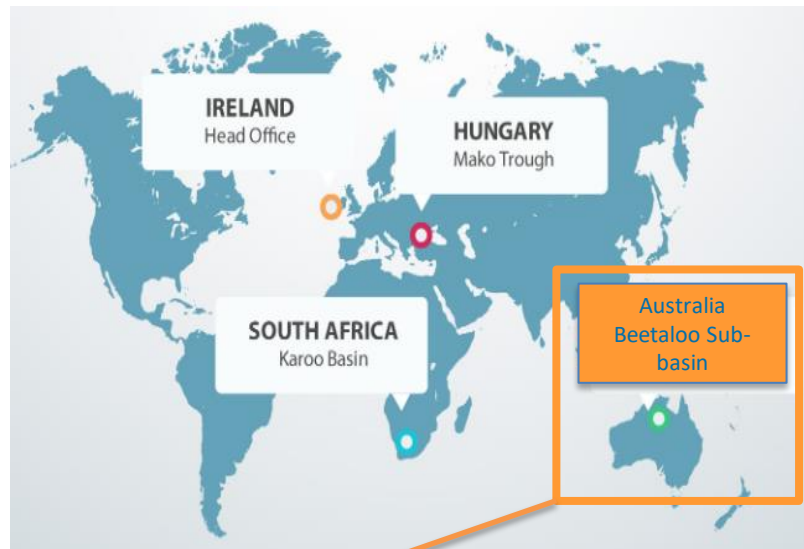 IRELAND
Head Office
HUNGARY
Mako Trough
SOUTH AFRICA
Karoo Basin
Australia
Beetaloo Sub-
basin